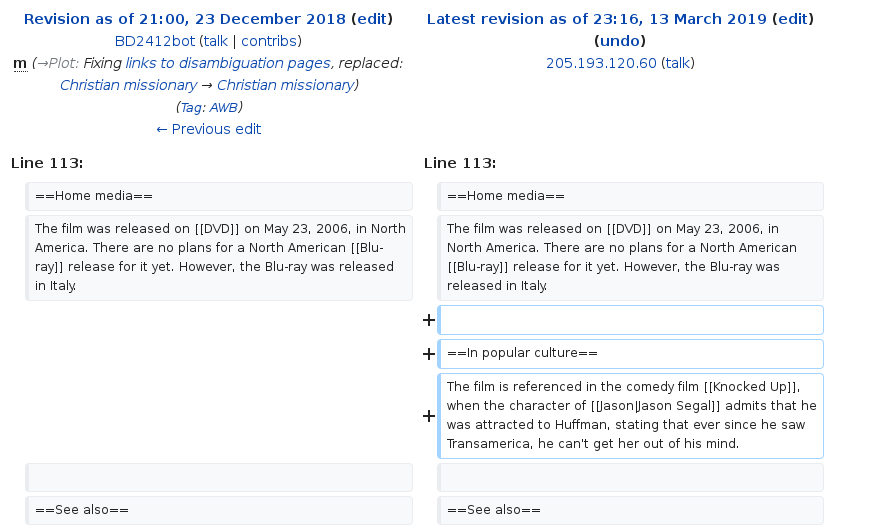 Revision as of 21:00, 23 December 2018 (edit)
BD2412bot (talk | contribs)
m (→Plot: Fixing links to disambiguation pages, replaced:
Christian missionary → Christian missionary)
(Tag: AWB)
← Previous edit
Latest revision as of 23:16, 13 March 2019 (edit)
(undo)
205.193.120.60 (talk)
Line 113:
==Home media==
The film was released on [[DVD]] on May 23, 2006, in North
America. There are no plans for a North American [[Blu-
ray]] release for it yet. However, the Blu-ray was released
in Italy.
==See also==
Line 113:
==Home media==
The film was released on [[DVD]] on May 23, 2006, in
North America. There are no plans for a North American
[[Blu-ray]] release for it yet. However, the Blu-ray was
released in Italy.
+
+ ==In popular culture==
+ The film is referenced in the comedy film [[Knocked Up]],
when the character of [[Jason|Jason Segal]] admits that he
was attracted to Huffman, stating that ever since he saw
Transamerica, he can't get her out of his mind.
==See also==